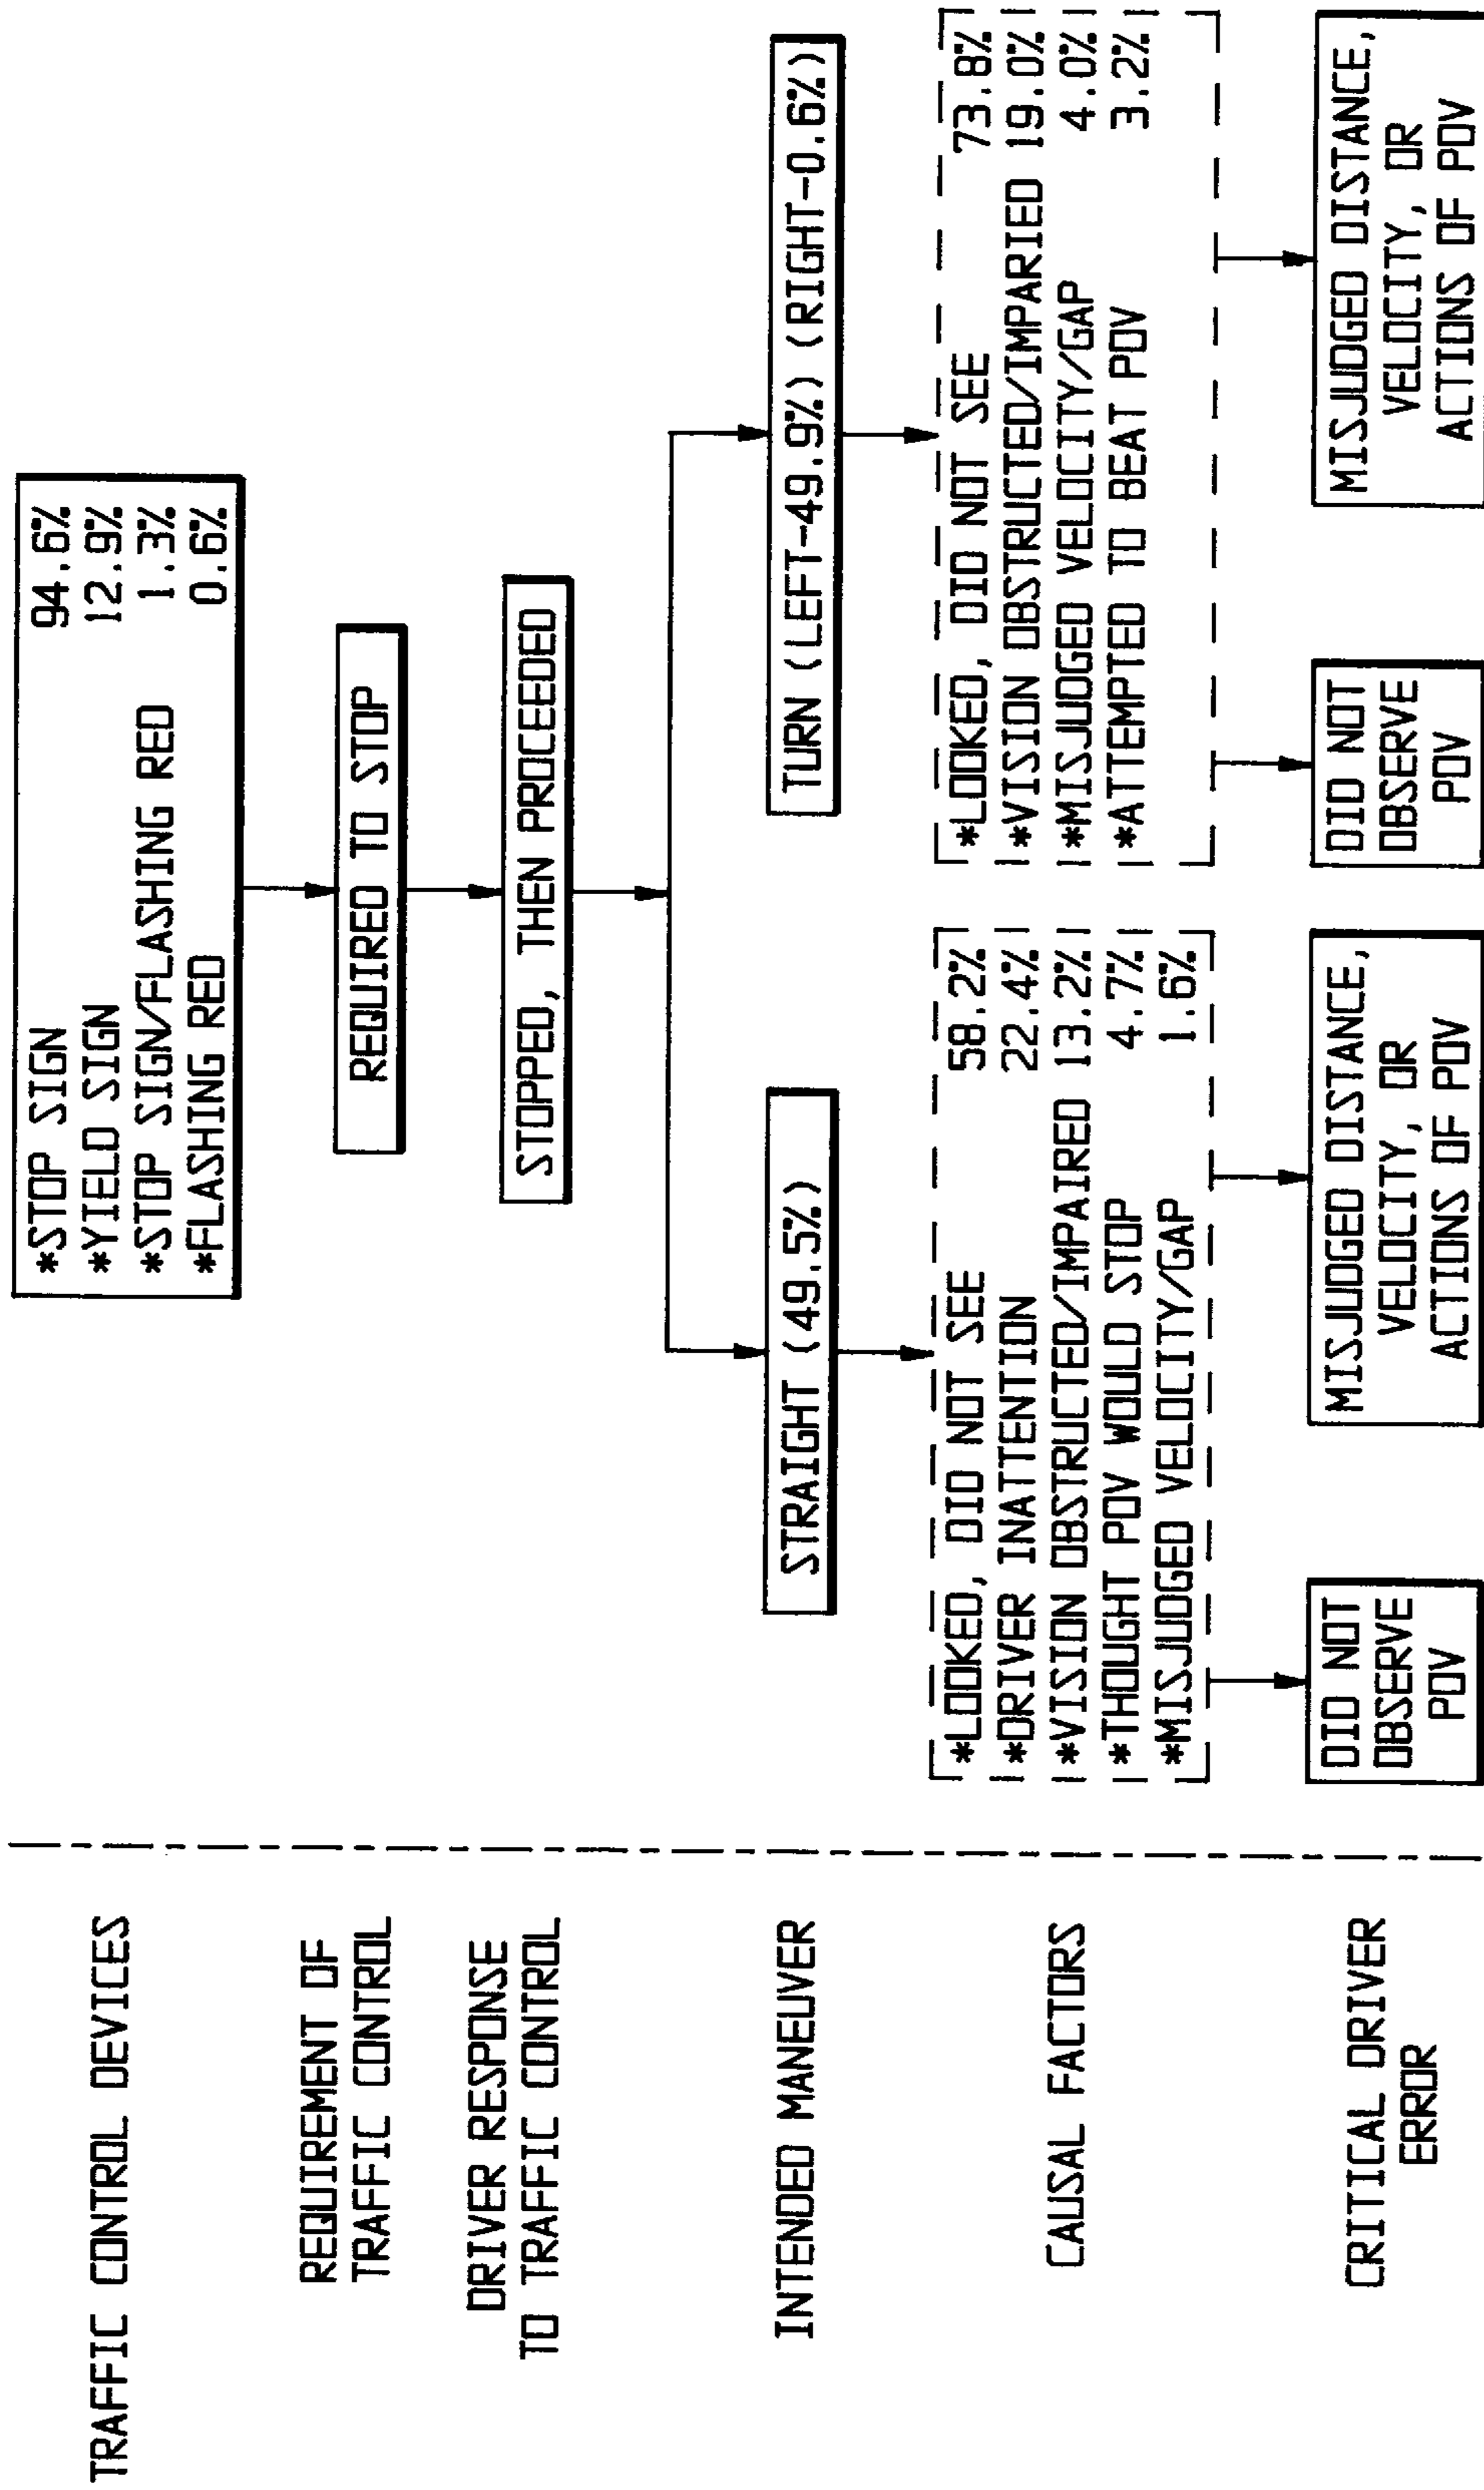 TRAFFIC CONTROL DEVICES
*STOP SIGN 94.6%
*YIELD SIGN 12.9%
*STOP SIGN/FLASHING RED 1.3%
*FLASHING RED 0.6%
REQUIREMENT OF
TRAFFIC CONTROL
REQUIRED TO STOP
DRIVER RESPONSE
TO TRAFFIC CONTROL
STOPPED, THEN PROCEEDED
INTENDED MANEUVER
STRAIGHT (49.5%)
TURN (LEFT-49.9%) (RIGHT-0.6%)
CAUSAL FACTORS
*LOOKED, DID NOT SEE 58.2%
*DRIVER INATTENTION 22.4%
*VISION OBSTRUCTED/IMPAIRED 13.2%
*THOUGHT POV WOULD STOP 4.7%
*MISJUDGED VELOCITY/GAP 1.6%
*LOOKED, DID NOT SEE 73.8%
*VISION OBSTRUCTED/IMPARIED 19.0%
*MISJUDGED VELOCITY/GAP 4.0%
*ATTEMPTED TO BEAT POV 3.2%
CRITICAL DRIVER
ERROR
DID NOT
OBSERVE
POV
MISJUDGED DISTANCE,
VELOCITY, OR
ACTIONS OF POV
DID NOT
OBSERVE
POV
MISJUDGED DISTANCE,
VELOCITY, OR
ACTIONS OF POV